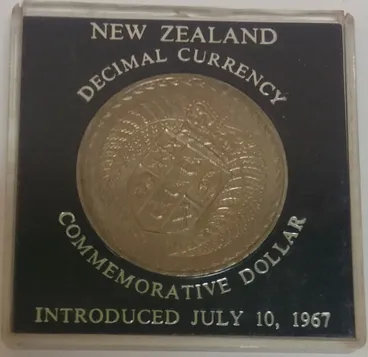 NEW ZEALAND
DECIMAL CURRENCY
COMMEMORATIVE DOLLAR
INTRODUCED JULY 10, 1967